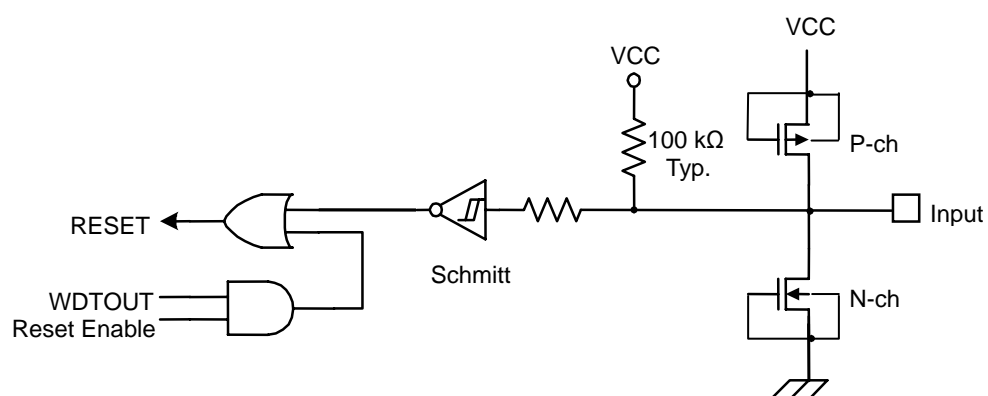 VCC
VCC
100 kΩ
Typ.
P-ch
RESET
Input
Schmitt
WDTOUT
Reset Enable
N-ch